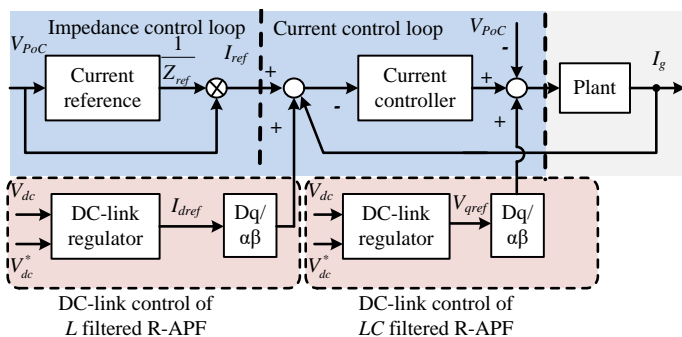 Impedance control loop
Current control loop
V_PoC
1
Z_ref
I_ref
V_PoC
I_g
Current
reference
+
-
Current
controller
+
-
Plant
+
+
V_dc
DC-link
regulator
I_dref
Dq/
αβ
V_dc^*
V_dc
DC-link
regulator
V_qref
Dq/
αβ
V_dc^*
DC-link control of
L filtered R-APF
DC-link control of
LC filtered R-APF